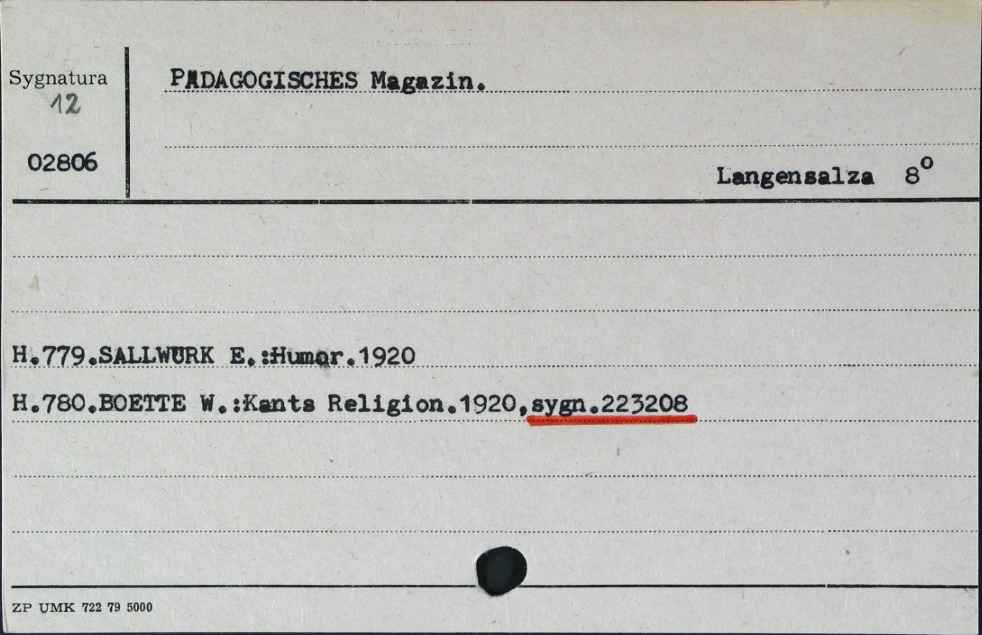 Sygnatura
12
02806
PÄDAGOGISCHES Magazin.
Langensalza 8⁰
H.779.SALLWÜRK E.:Humor.1920
H.780.BOETTE W.:Kants Religion.1920,sygn.223208
ZP UMK 722 79 5000